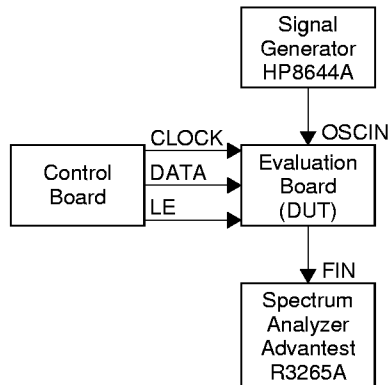 Signal
Generator
HP8644A
OSCIN
CLOCK
DATA
LE
Control
Board
Evaluation
Board
(DUT)
FIN
Spectrum
Analyzer
Advantest
R3265A